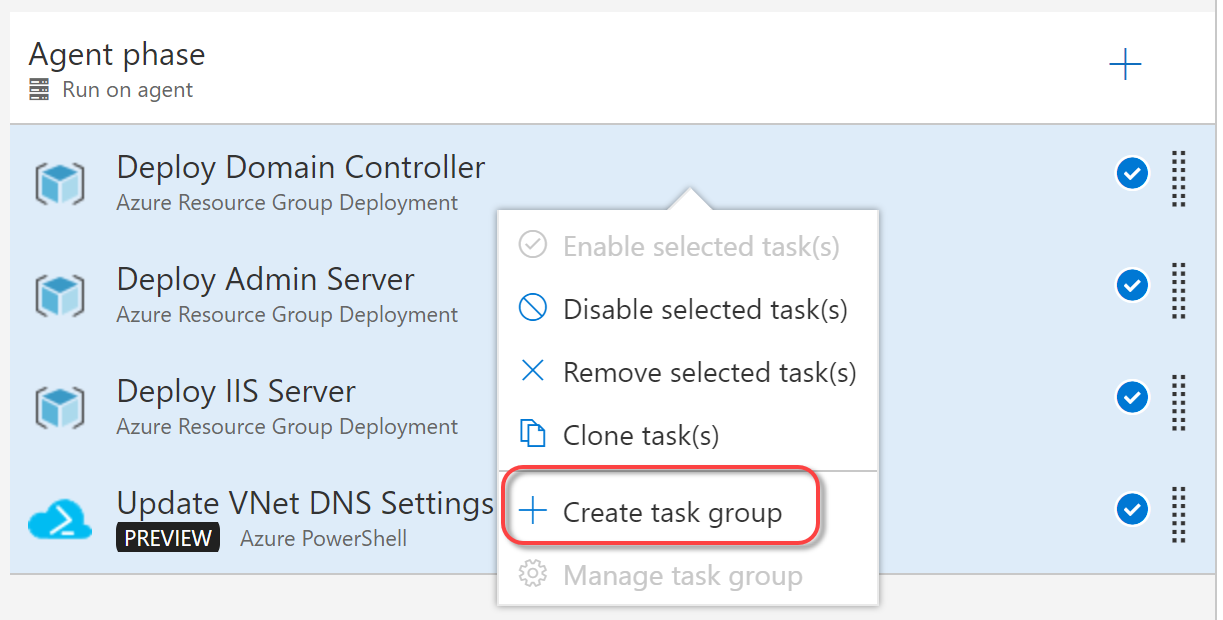 Agent phase
Run on agent
Deploy Domain Controller
Azure Resource Group Deployment
Deploy Admin Server
Azure Resource Group Deployment
Deploy IIS Server
Azure Resource Group Deployment
Update VNet DNS Settings
PREVIEW Azure PowerShell
Enable selected task(s)
Disable selected task(s)
Remove selected task(s)
Clone task(s)
Create task group
Manage task group